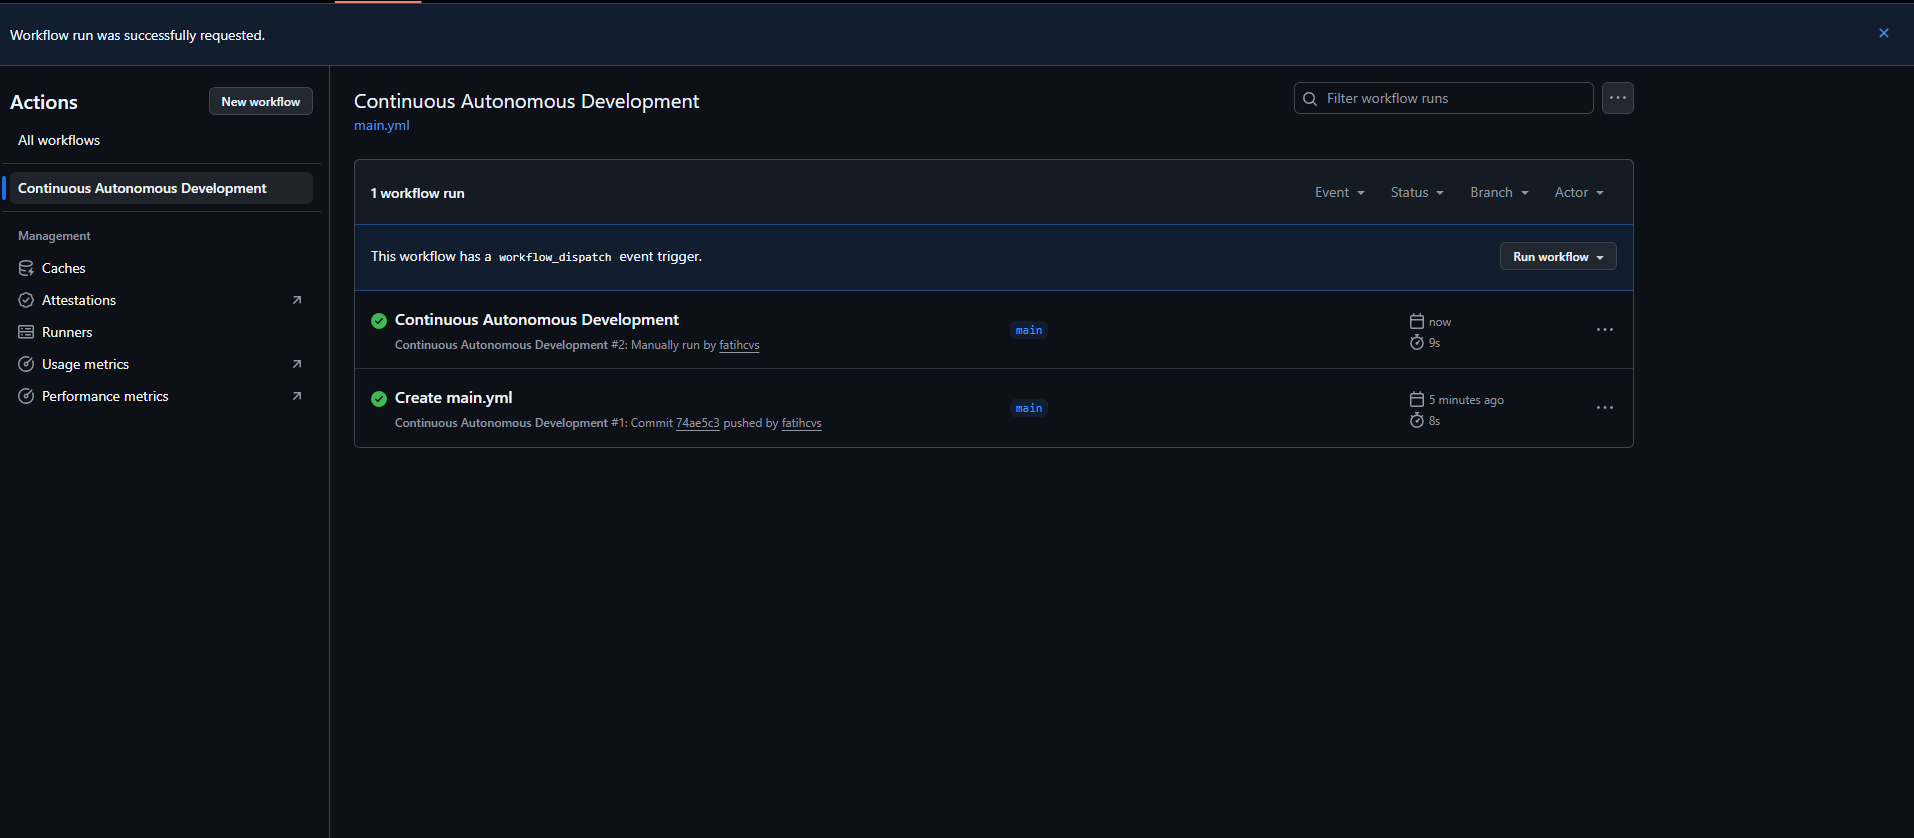 Workflow run was successfully requested.
Actions
New workflow
All workflows
Continuous Autonomous Development
Management
Caches
Attestations
Runners
Usage metrics
Performance metrics
Continuous Autonomous Development
main.yml
Filter workflow runs
1 workflow run
Event
Status
Branch
Actor
This workflow has a workflow_dispatch event trigger.
Run workflow
Continuous Autonomous Development
Continuous Autonomous Development #2: Manually run by fatihcvs
main
now
9s
Create main.yml
Continuous Autonomous Development #1: Commit 74ae5c3 pushed by fatihcvs
main
5 minutes ago
8s